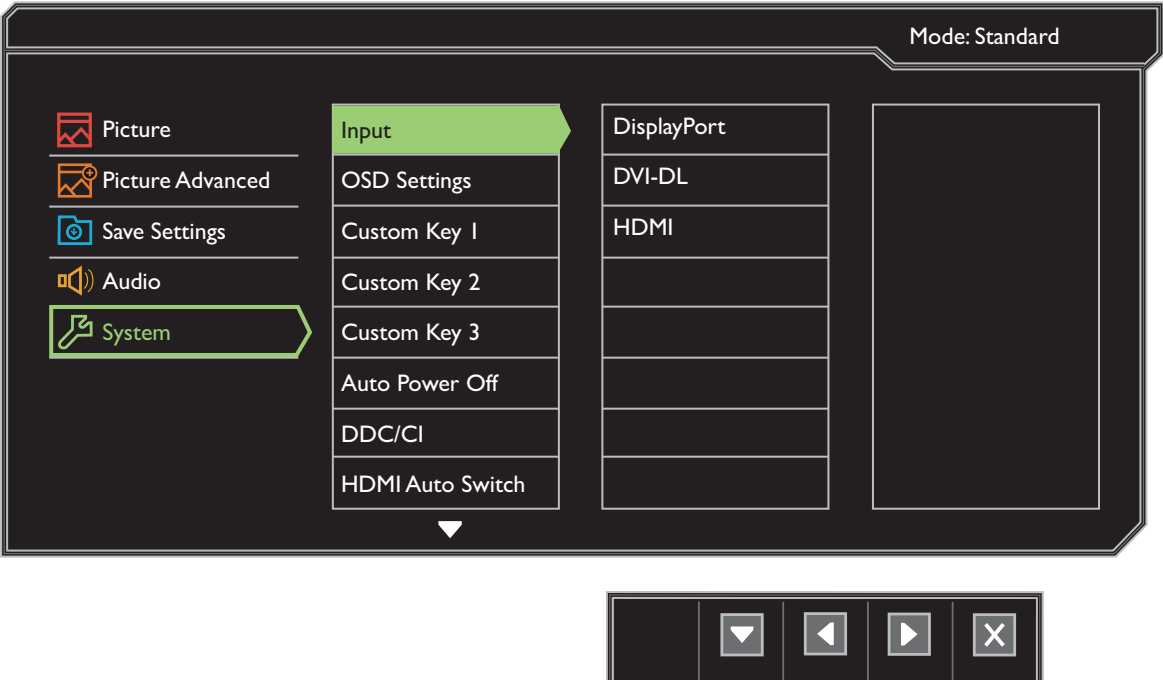 Mode: Standard
Picture
Picture Advanced
Save Settings
Audio
System
Input
OSD Settings
Custom Key 1
Custom Key 2
Custom Key 3
Auto Power Off
DDC/CI
HDMI Auto Switch
DisplayPort
DVI-DL
HDMI